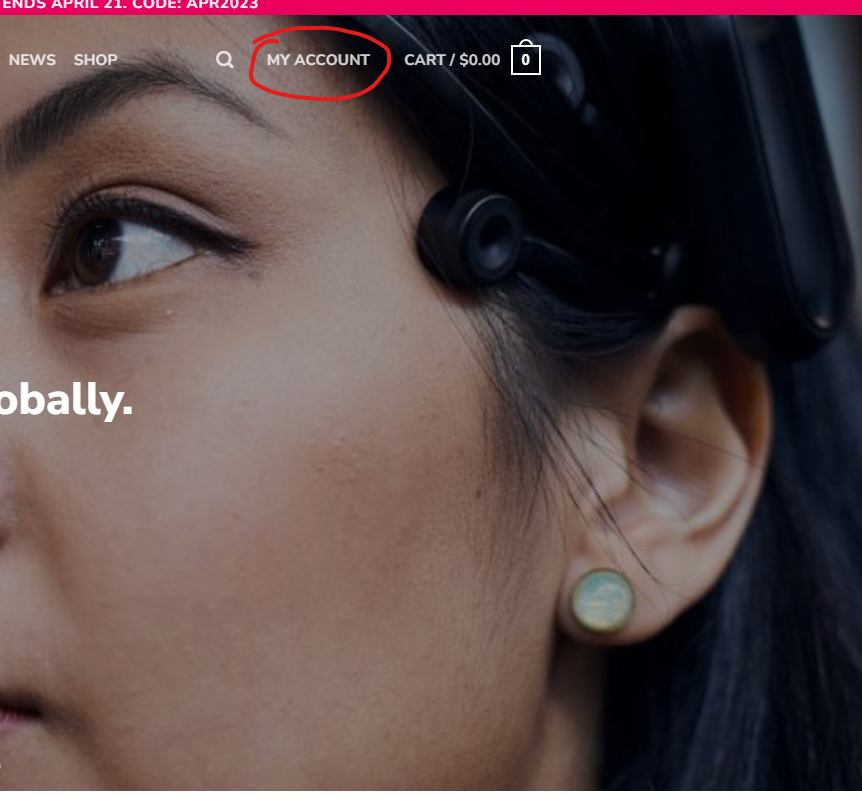 ENDS APRIL 21. CODE: APR2023
NEWS SHOP MY ACCOUNT CART / $0.00 0
obally.